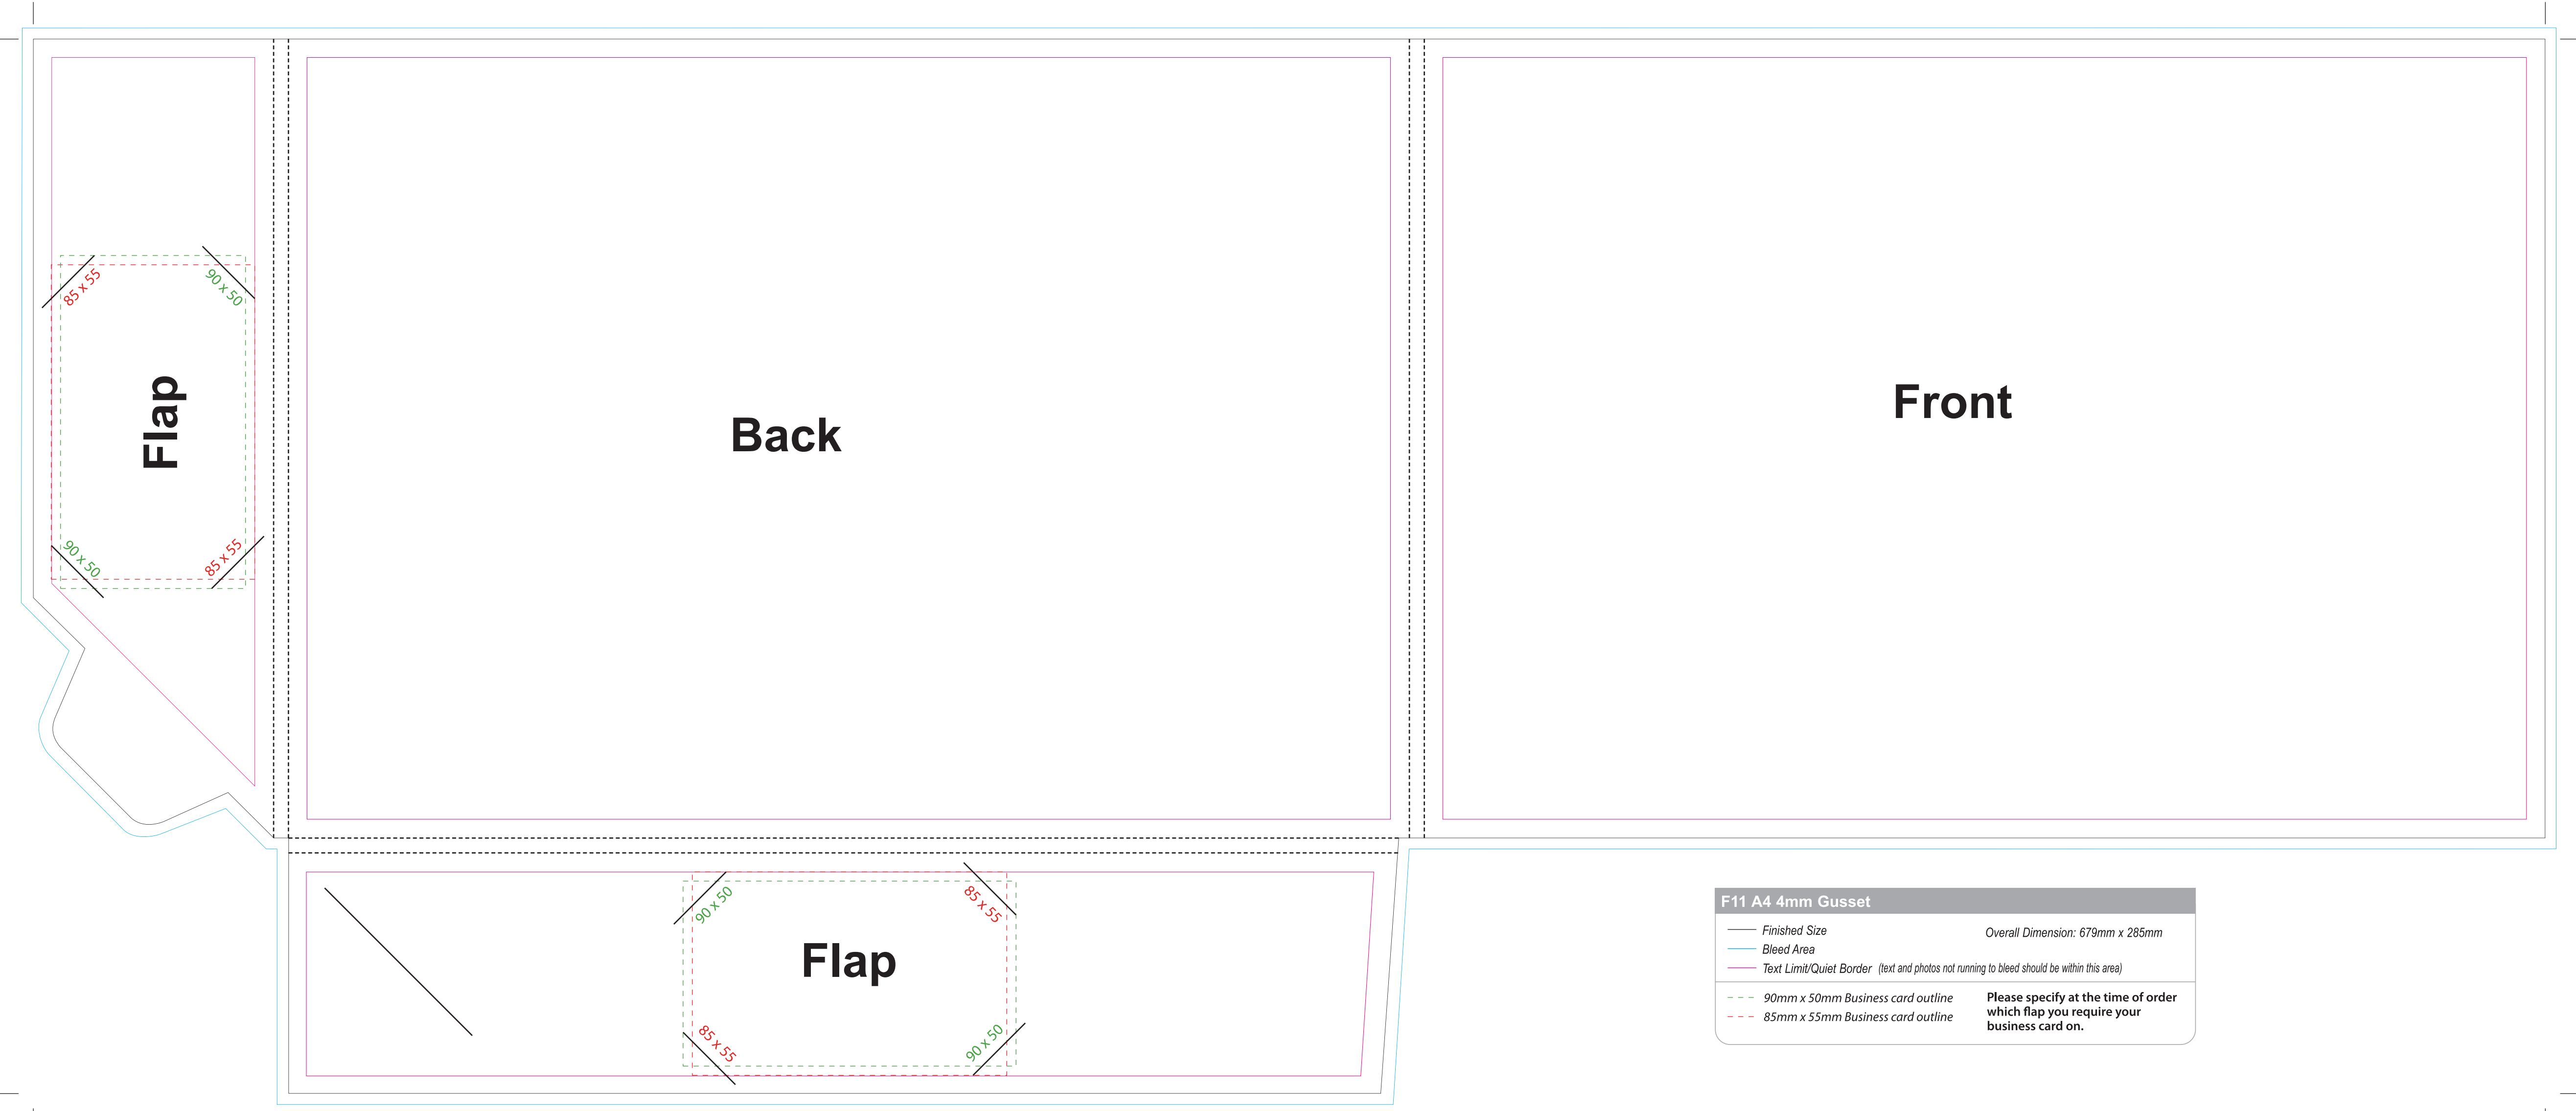 85 x 55
90 x 50
Flap
90 x 50
85 x 55
Back
Front
90 x 50
85 x 55
Flap
85 x 55
90 x 50
F11 A4 4mm Gusset
Finished Size
Overall Dimension: 679mm x 285mm
Bleed Area
Text Limit/Quiet Border (text and photos not running to bleed should be within this area)
90mm x 50mm Business card outline
85mm x 55mm Business card outline
Please specify at the time of order
which flap you require your
business card on.